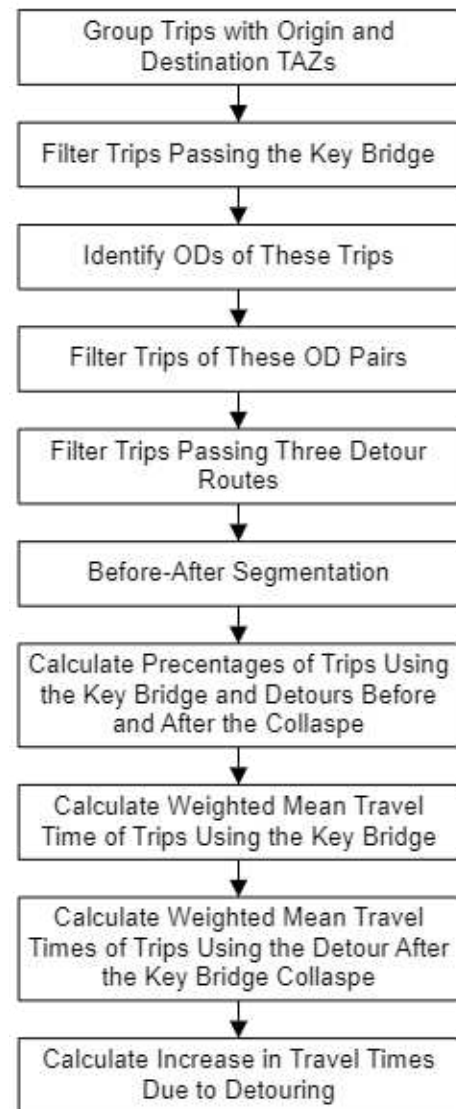 Group Trips with Origin and
Destination TAZs
Filter Trips Passing the Key Bridge
Identify ODs of These Trips
Filter Trips of These OD Pairs
Filter Trips Passing Three Detour
Routes
Before-After Segmentation
Calculate Precentages of Trips Using
the Key Bridge and Detours Before
and After the Collaspe
Calculate Weighted Mean Travel
Time of Trips Using the Key Bridge
Calculate Weighted Mean Travel
Times of Trips Using the Detour After
the Key Bridge Collaspe
Calculate Increase in Travel Times
Due to Detouring